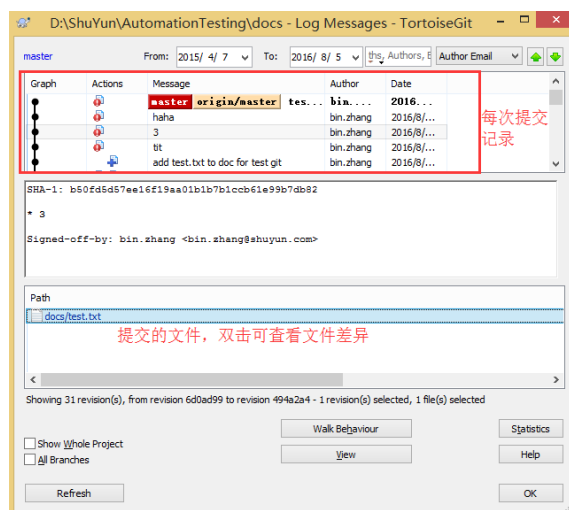 D:\ShuYun\AutomationTesting\docs - Log Messages - TortoiseGit
master From: 2015/ 4/ 7 To: 2016/ 8/ 5 ths, Authors, E Author Email
Graph Actions Message Author Date
master origin/master tes... bin.... 2016...
haha bin.zhang 2016/8/...
3 bin.zhang 2016/8/...
tit bin.zhang 2016/8/...
add test.txt to doc for test git bin.zhang 2016/8/...
每次提交
记录
SHA-1: b50fd5d57ee16f19aa01b1b7b1ccb61e99b7db82
* 3
Signed-off-by: bin.zhang <bin.zhang@shuyun.com>
Path
docs/test.txt
提交的文件，双击可查看文件差异
Showing 31 revision(s), from revision 6d0ad99 to revision 494a2a4 - 1 revision(s) selected, 1 file(s) selected
Walk Behaviour Statistics
Show Whole Project
All Branches
View Help
Refresh OK